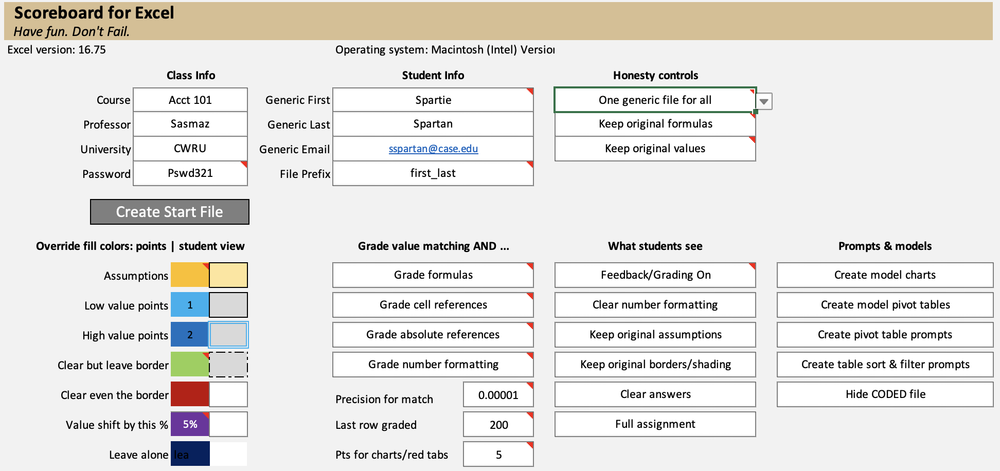 Scoreboard for Excel
Have fun. Don't Fail.
Excel version: 16.75 Operating system: Macintosh (Intel) Version
Class Info Student Info Honesty controls
Course Acct 101 Generic First Spartie One generic file for all
Professor Sasmaz Generic Last Spartan Keep original formulas
University CWRU Generic Email sspartan@case.edu Keep original values
Password Pswd321 File Prefix first_last
Create Start File
Override fill colors: points | student view Grade value matching AND ... What students see Prompts & models
Assumptions Grade formulas Feedback/Grading On Create model charts
Low value points 1 Grade cell references Clear number formatting Create model pivot tables
High value points 2 Grade absolute references Keep original assumptions Create pivot table prompts
Clear but leave border Grade number formatting Keep original borders/shading Create table sort & filter prompts
Clear even the border Precision for match 0.00001 Clear answers Hide CODED file
Value shift by this % 5% Last row graded 200 Full assignment
Leave alone lea Pts for charts/red tabs 5